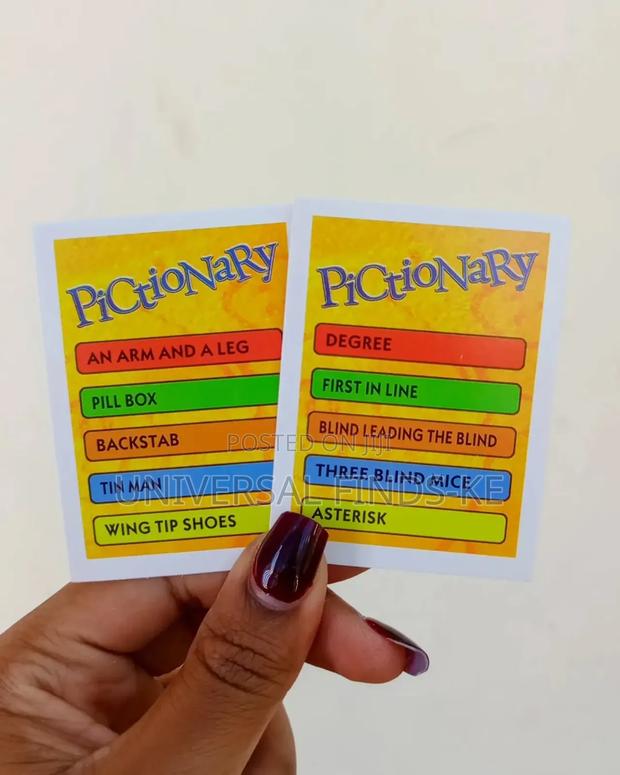 PiCtioNaRy
AN ARM AND A LEG
PILL BOX
BACKSTAB
TIN MAN
WING TIP SHOES
PiCtioNaRy
DEGREE
FIRST IN LINE
BLIND LEADING THE BLIND
THREE BLIND MICE
ASTERISK
POSTED ON JIJI
UNIVERSAL FINDS-KE